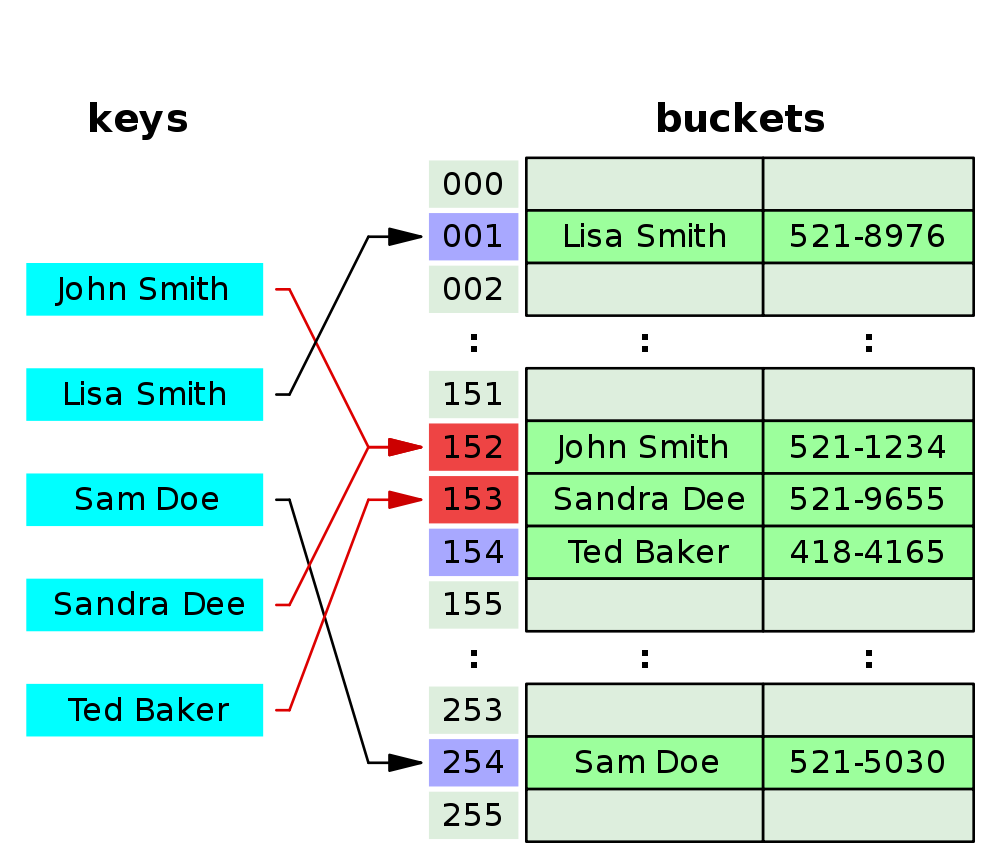 keys
buckets
John Smith
Lisa Smith
Sam Doe
Sandra Dee
Ted Baker
000
001 Lisa Smith 521-8976
002
: : :
151
152 John Smith 521-1234
153 Sandra Dee 521-9655
154 Ted Baker 418-4165
155
: : :
253
254 Sam Doe 521-5030
255